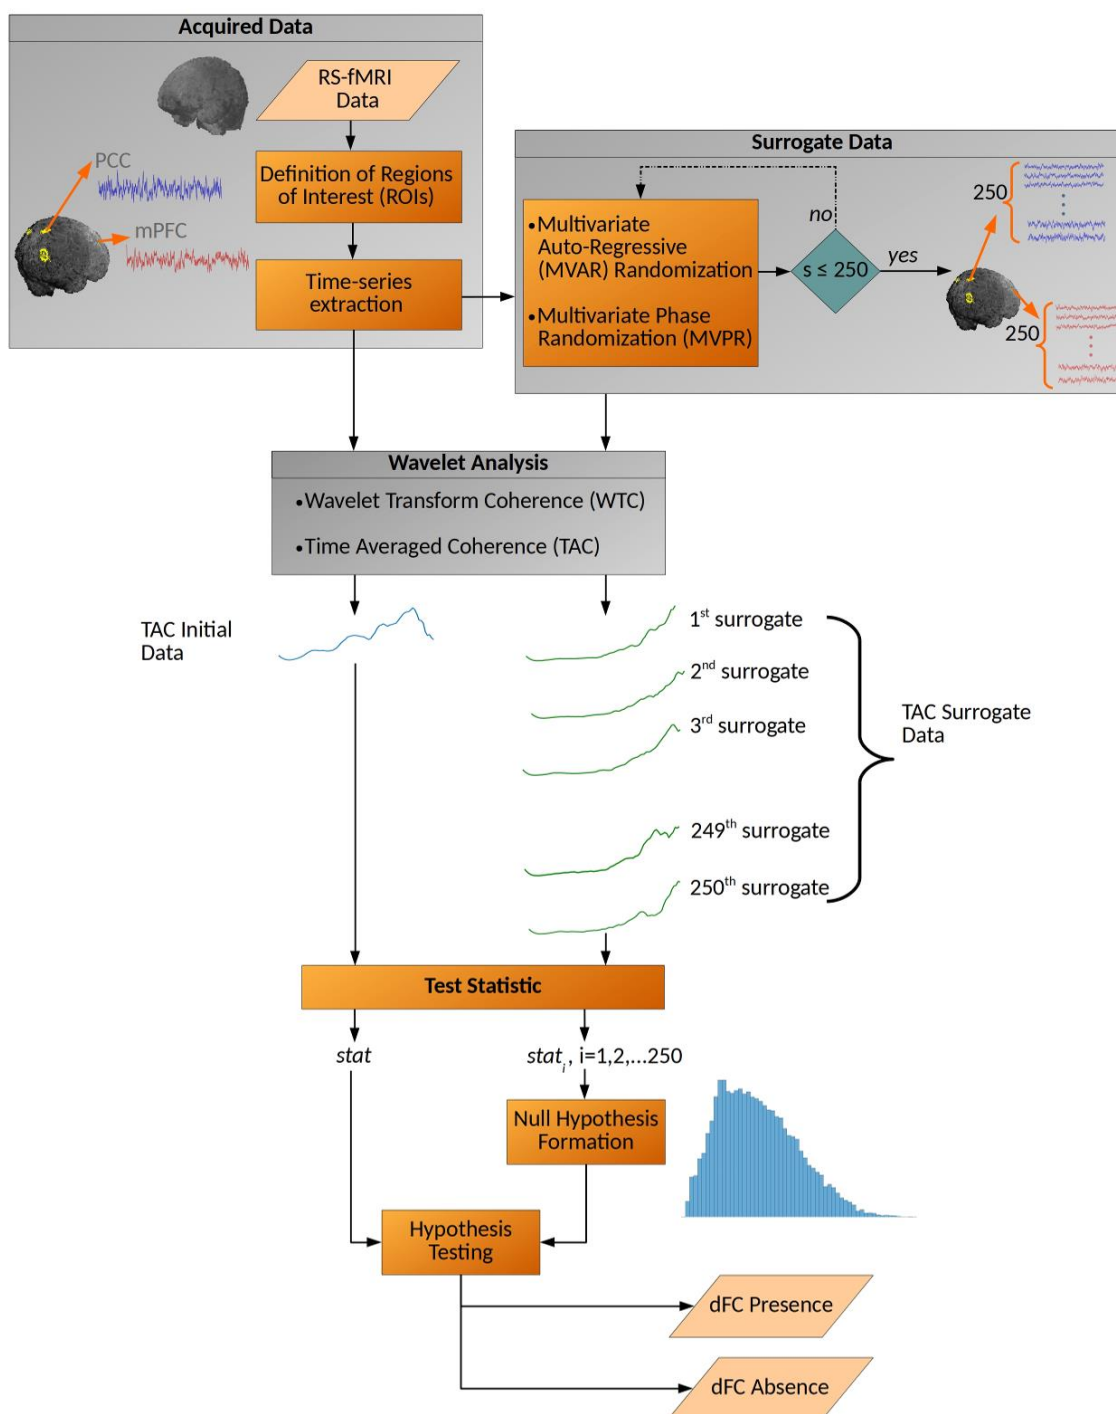 Acquired Data
RS-fMRI
Data
Definition of Regions
of Interest (ROIs)
PCC
mPFC
Time-series
extraction
Surrogate Data
•Multivariate
Auto-Regressive
(MVAR) Randomization
•Multivariate Phase
Randomization (MVPR)
no
s ≤ 250
yes
250
250
Wavelet Analysis
•Wavelet Transform Coherence (WTC)
•Time Averaged Coherence (TAC)
TAC Initial
Data
1st surrogate
2nd surrogate
3rd surrogate
249th surrogate
250th surrogate
TAC Surrogate
Data
Test Statistic
stat
stat_i, i=1,2,...250
Null Hypothesis
Formation
Hypothesis
Testing
dFC Presence
dFC Absence